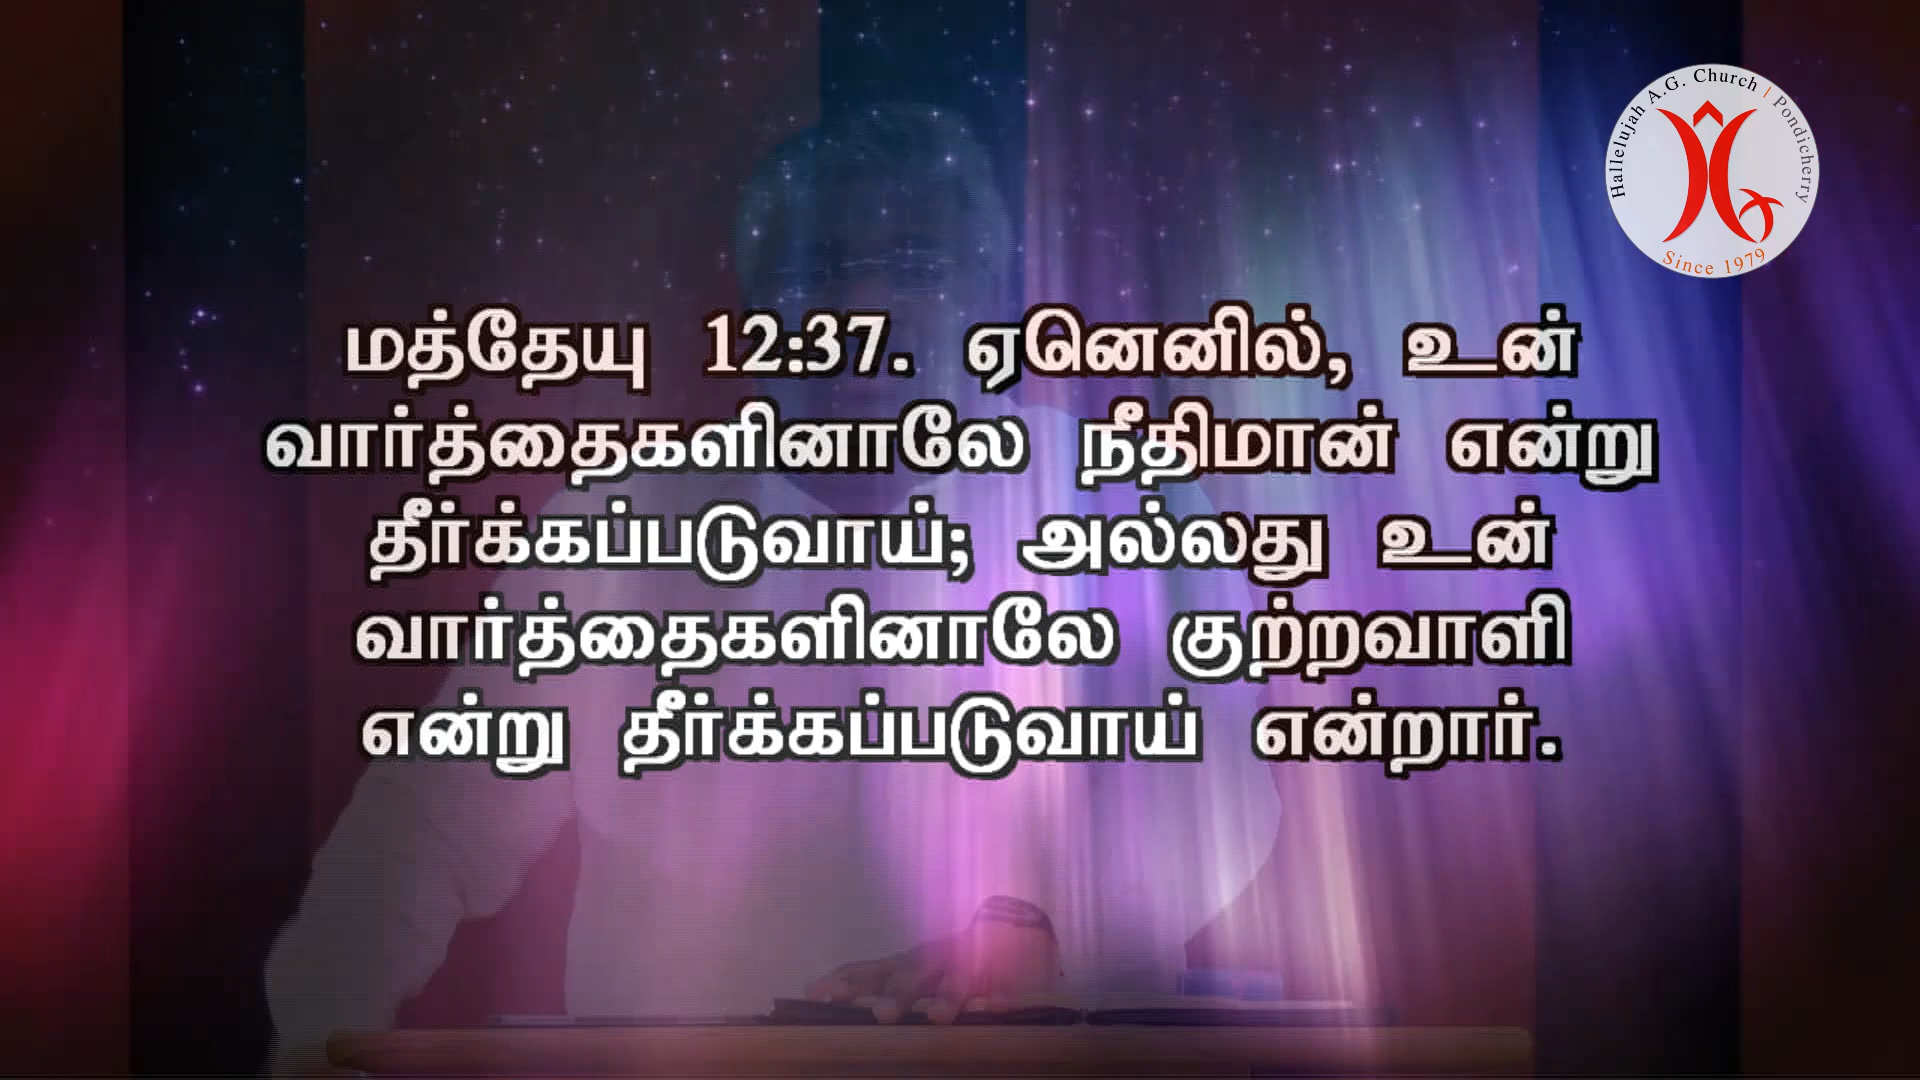 Hallelujah A.G. Church | Pondicherry
Since 1979
மத்தேயு 12:37. ஏனெனில், உன்
வார்த்தைகளினாலே நீதிமான் என்று
தீர்க்கப்படுவாய்; அல்லது உன்
வார்த்தைகளினாலே குற்றவாளி
என்று தீர்க்கப்படுவாய் என்றார்.